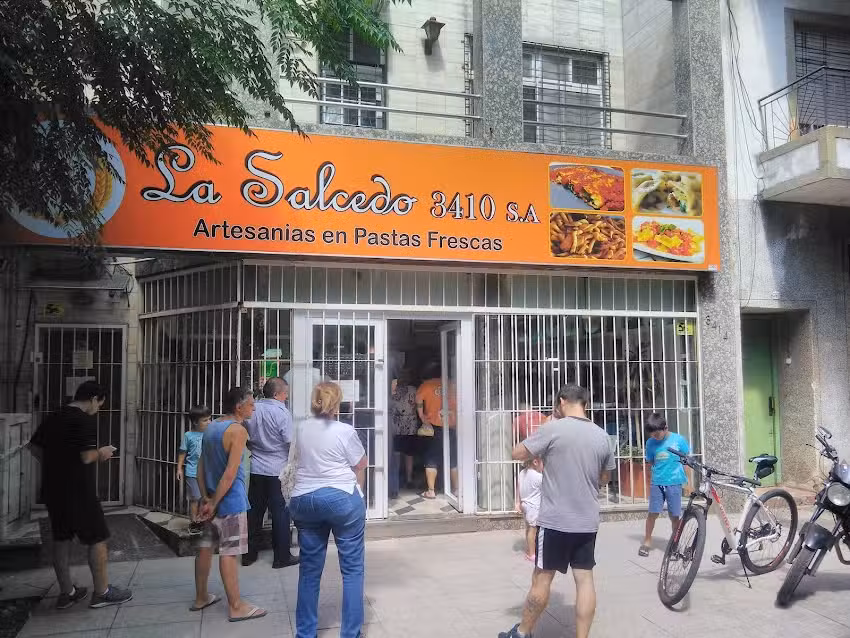 La Salcedo 3410 S.A
Artesanias en Pastas Frescas